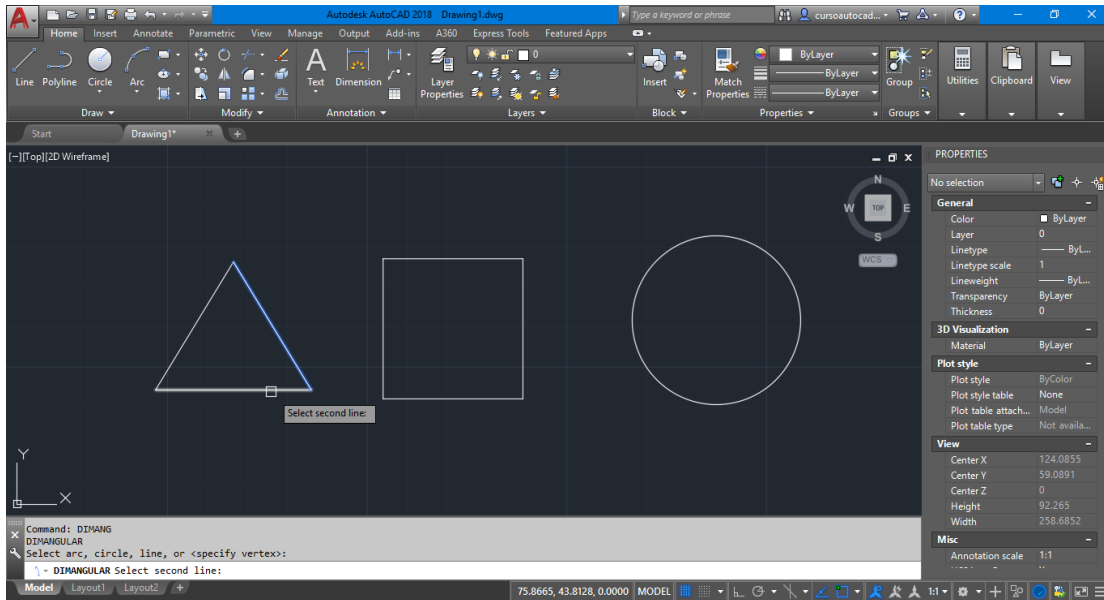 Autodesk AutoCAD 2018 Drawing1.dwg
Type a keyword or phrase
cursoautocad...
Home Insert Annotate Parametric View Manage Output Add-ins A360 Express Tools Featured Apps
Line Polyline Circle Arc
Text Dimension
Layer Properties
0
Insert
Match Properties
ByLayer
ByLayer
ByLayer
Group
Utilities
Clipboard
View
Draw Modify Annotation Layers Block Properties Groups
Start Drawing1* +
[−][Top][2D Wireframe]
N
W TOP E
S
WCS
Select second line:
Y
X
PROPERTIES
No selection
General
Color ByLayer
Layer 0
Linetype ByL...
Linetype scale 1
Lineweight ByL...
Transparency ByLayer
Thickness 0
3D Visualization
Material ByLayer
Plot style
Plot style ByColor
Plot style table None
Plot table attach... Model
Plot table type Not availa...
View
Center X 124.0855
Center Y 59.0891
Center Z 0
Height 92.265
Width 258.6852
Misc
Annotation scale 1:1
Command: DIMANG
DIMANGULAR
Select arc, circle, line, or <specify vertex>:
DIMANGULAR Select second line:
Model Layout1 Layout2 +
75.8665, 43.8128, 0.0000 MODEL 1:1